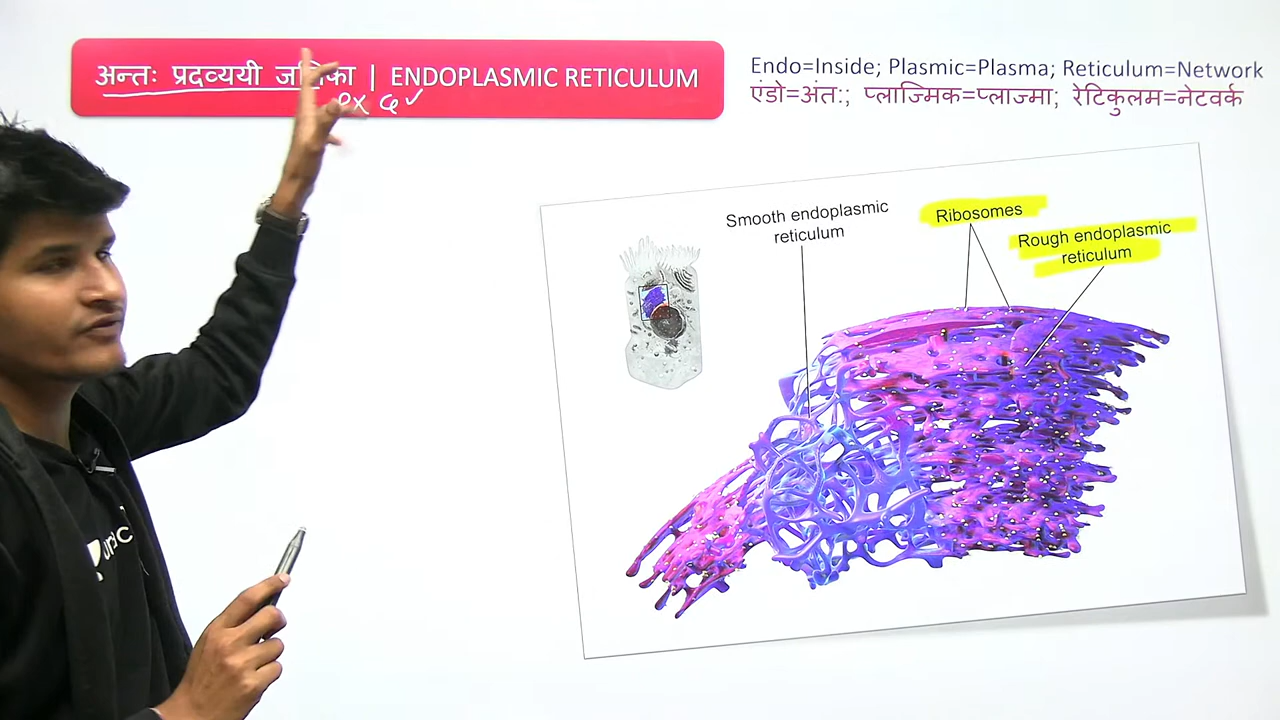 अन्तः प्रदव्ययी | ENDOPLASMIC RETICULUM
Endo=Inside; Plasmic=Plasma; Reticulum=Network
एंडो=अंत:; प्लाज्मिक=प्लाज्मा; रेटिकुलम=नेटवर्क
Smooth endoplasmic
reticulum
Ribosomes
Rough endoplasmic
reticulum